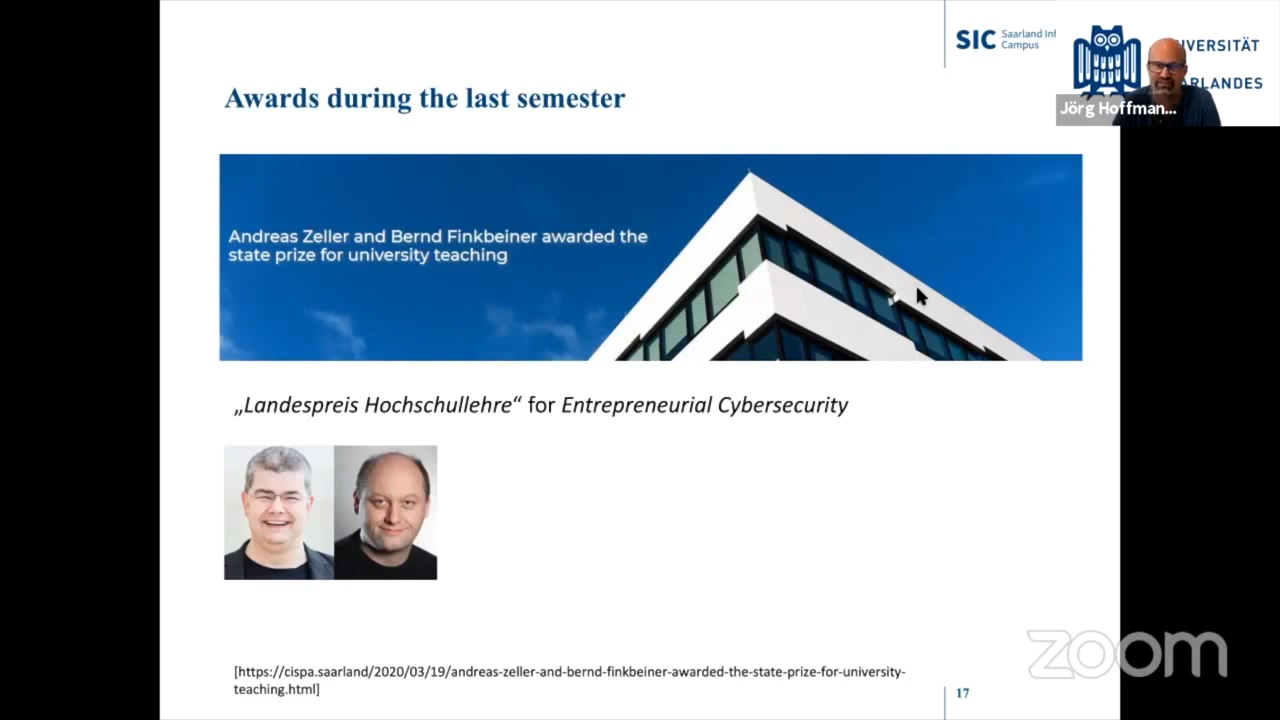 SIC Saarland Inf
Campus
IVERSITÄT
ARLANDES
Jörg Hoffman...
Awards during the last semester
Andreas Zeller and Bernd Finkbeiner awarded the
state prize for university teaching
„Landespreis Hochschullehre“ for Entrepreneurial Cybersecurity
zoom
[https://cispa.saarland/2020/03/19/andreas-zeller-and-bernd-finkbeiner-awarded-the-state-prize-for-university-
teaching.html]
17